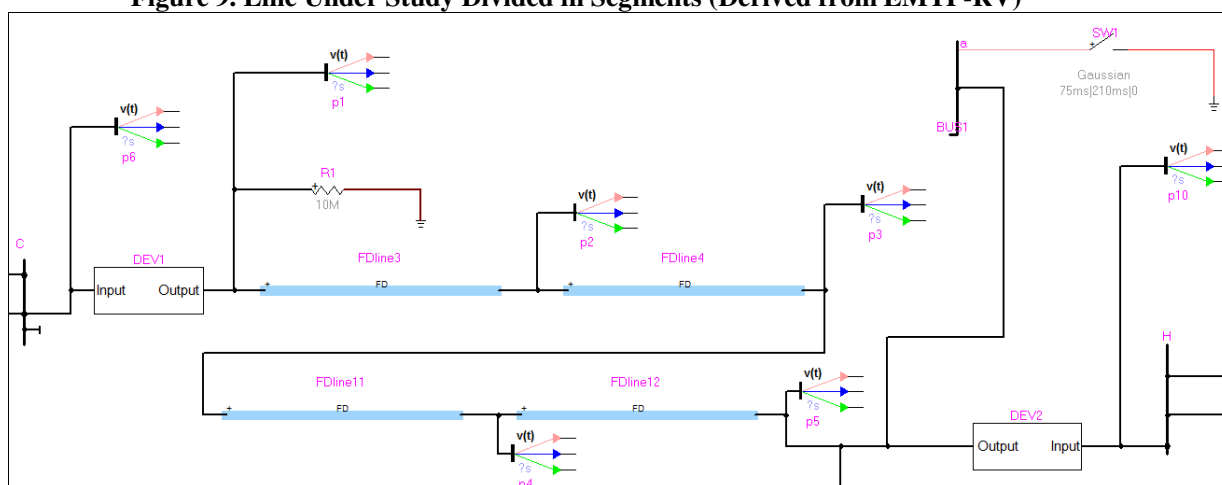 Figure 9. Line Under Study Divided in Segments (Derived from EMTP-RV)
a
SW1
+
Gaussian
75ms|210ms|0
BUS1
v(t)
?s
p1
v(t)
?s
p6
R1
+
10M
v(t)
?s
p2
v(t)
?s
p3
v(t)
?s
p10
C
DEV1
Input Output
FDline3
+ FD
FDline4
+ FD
FDline11
+ FD
FDline12
+ FD
v(t)
?s
p4
v(t)
?s
p5
DEV2
Output Input
H